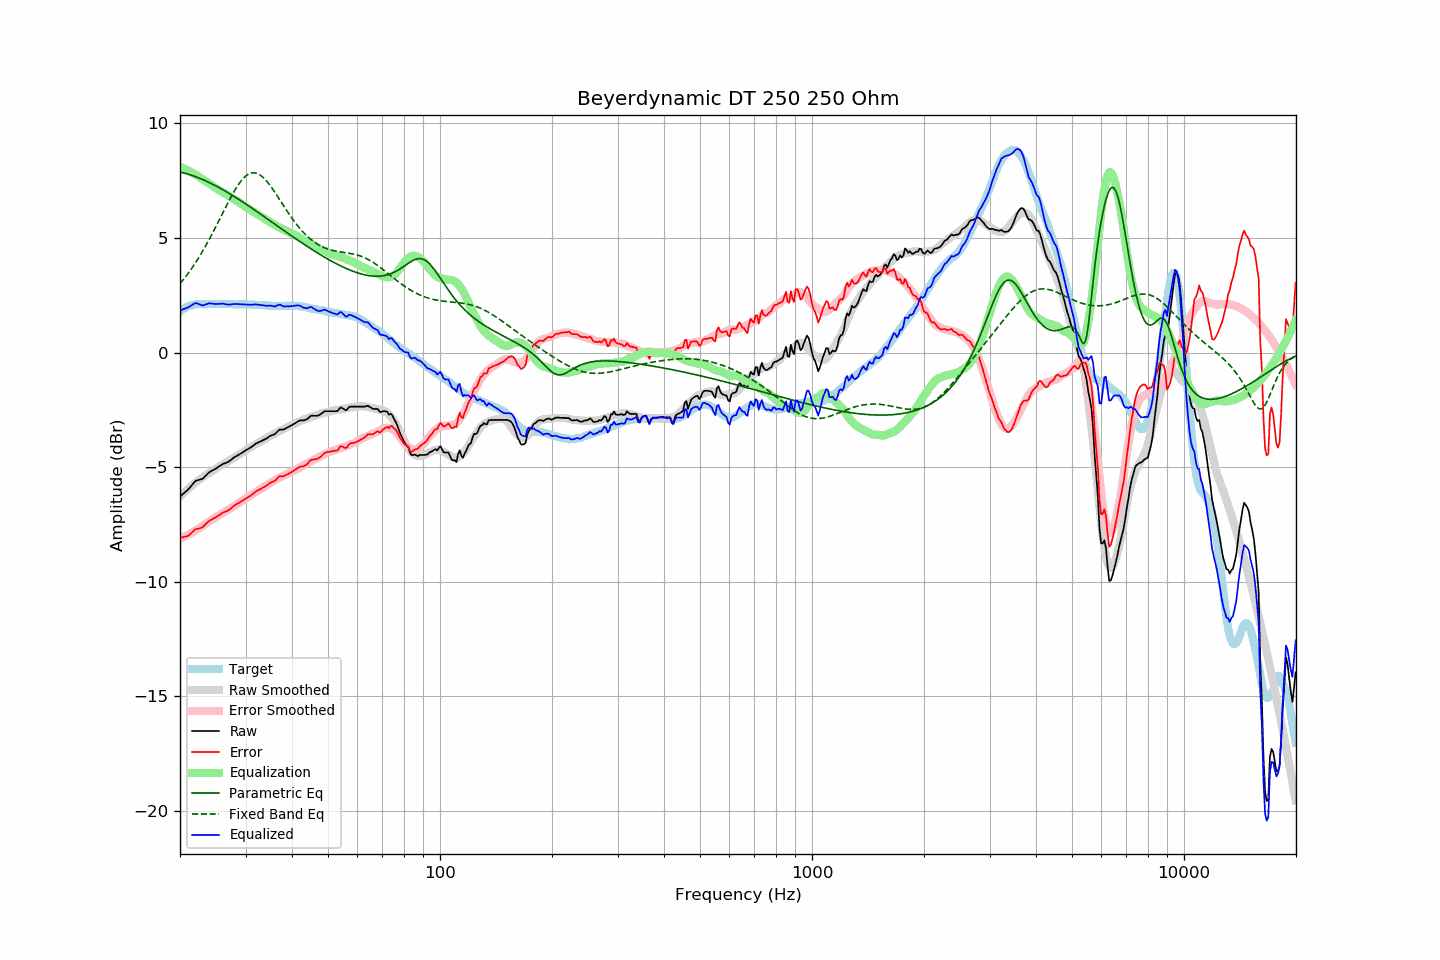 Beyerdynamic DT 250 250 Ohm
10
5
0
−5
−10
−15
−20
Amplitude (dBr)
Target
Raw Smoothed
Error Smoothed
Raw
Error
Equalization
Parametric Eq
Fixed Band Eq
Equalized
100
1000
10000
Frequency (Hz)